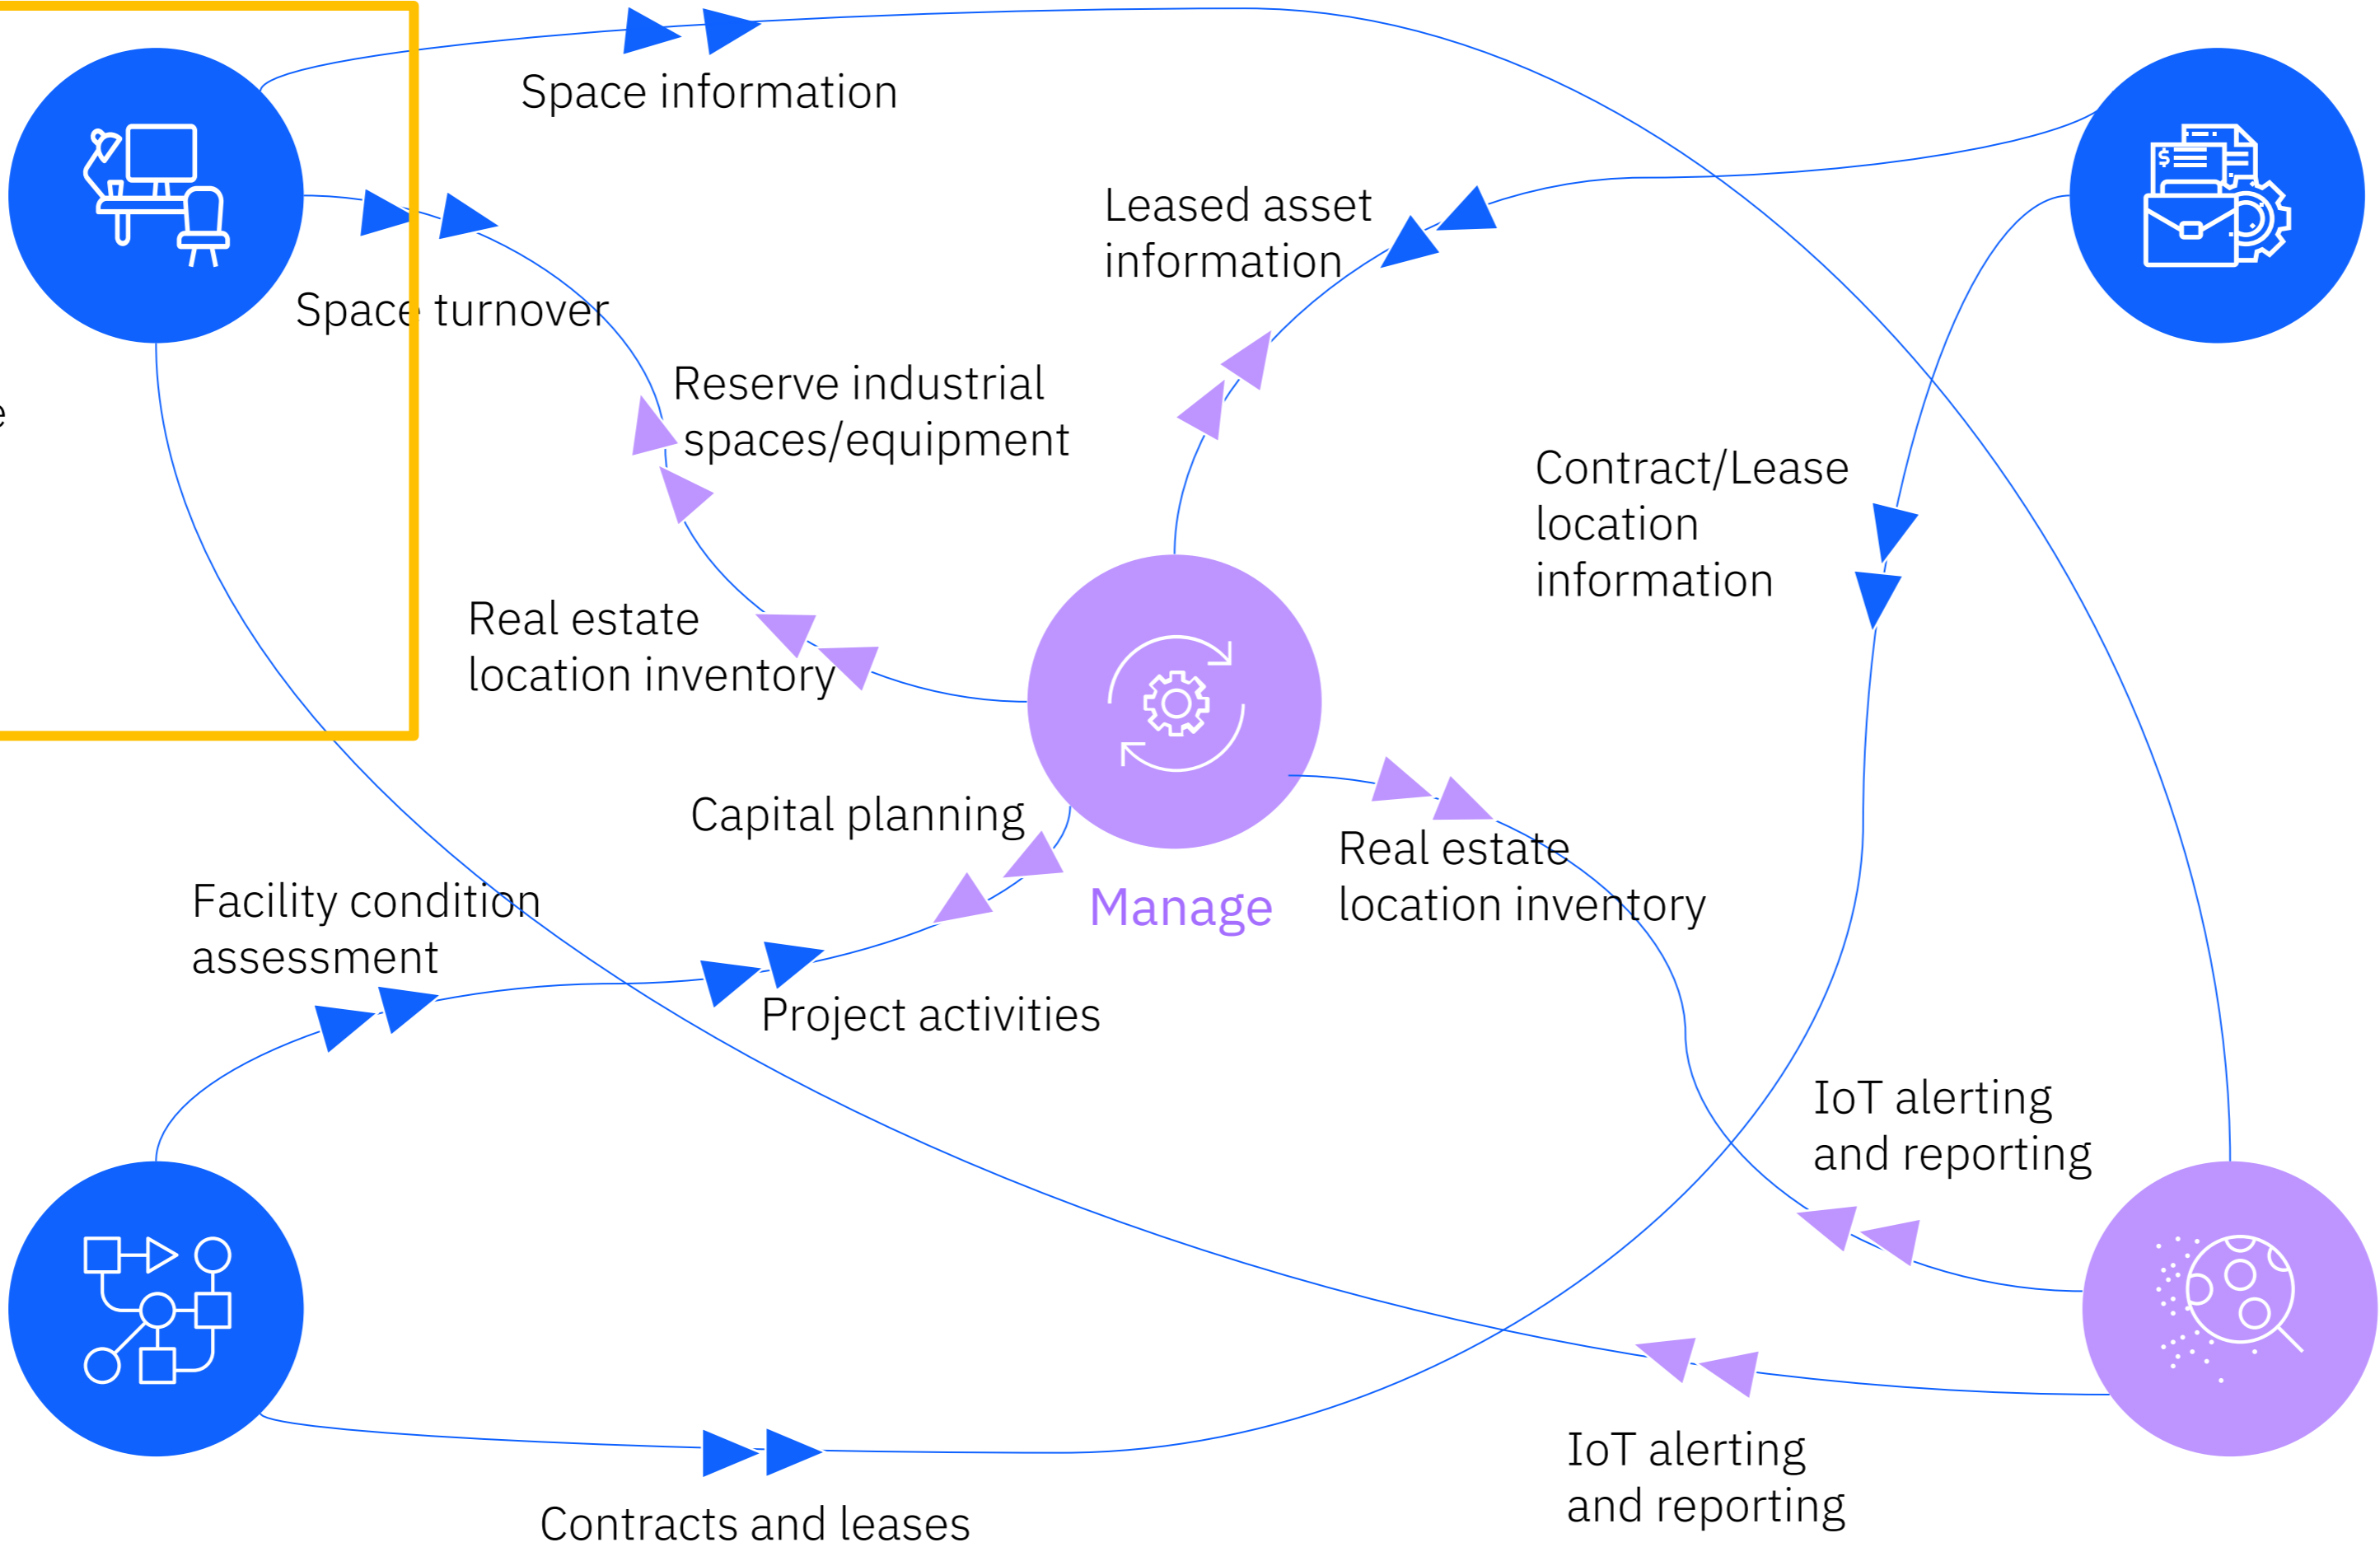 Space information
Leased asset
information
Space turnover
Reserve industrial
spaces/equipment
e
Contract/Lease
location
information
Real estate
location inventory
Capital planning
Manage
Real estate
location inventory
Facility condition
assessment
Project activities
IoT alerting
and reporting
IoT alerting
and reporting
Contracts and leases
$